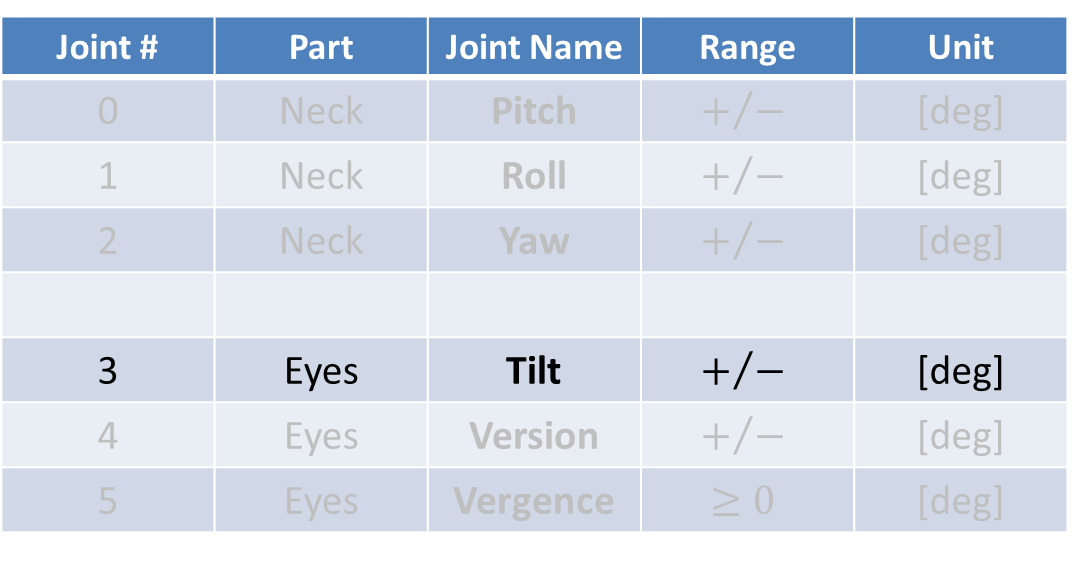 Joint # Part Joint Name Range Unit
0 Neck Pitch +/− [deg]
1 Neck Roll +/− [deg]
2 Neck Yaw +/− [deg]
3 Eyes Tilt +/− [deg]
4 Eyes Version +/− [deg]
5 Eyes Vergence ≥ 0 [deg]